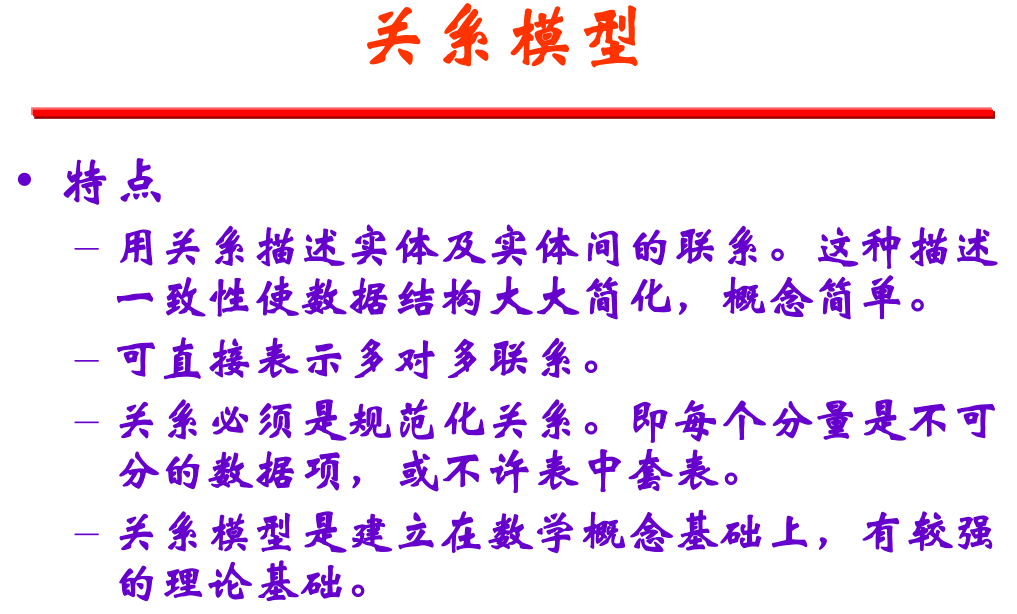 关系模型
• 特点
– 用关系描述实体及实体间的联系。这种描述
一致性使数据结构大大简化，概念简单。
– 可直接表示多对多联系。
– 关系必须是规范化关系。即每个分量是不可
分的数据项，或不许表中套表。
– 关系模型是建立在数学概念基础上，有较强
的理论基础。